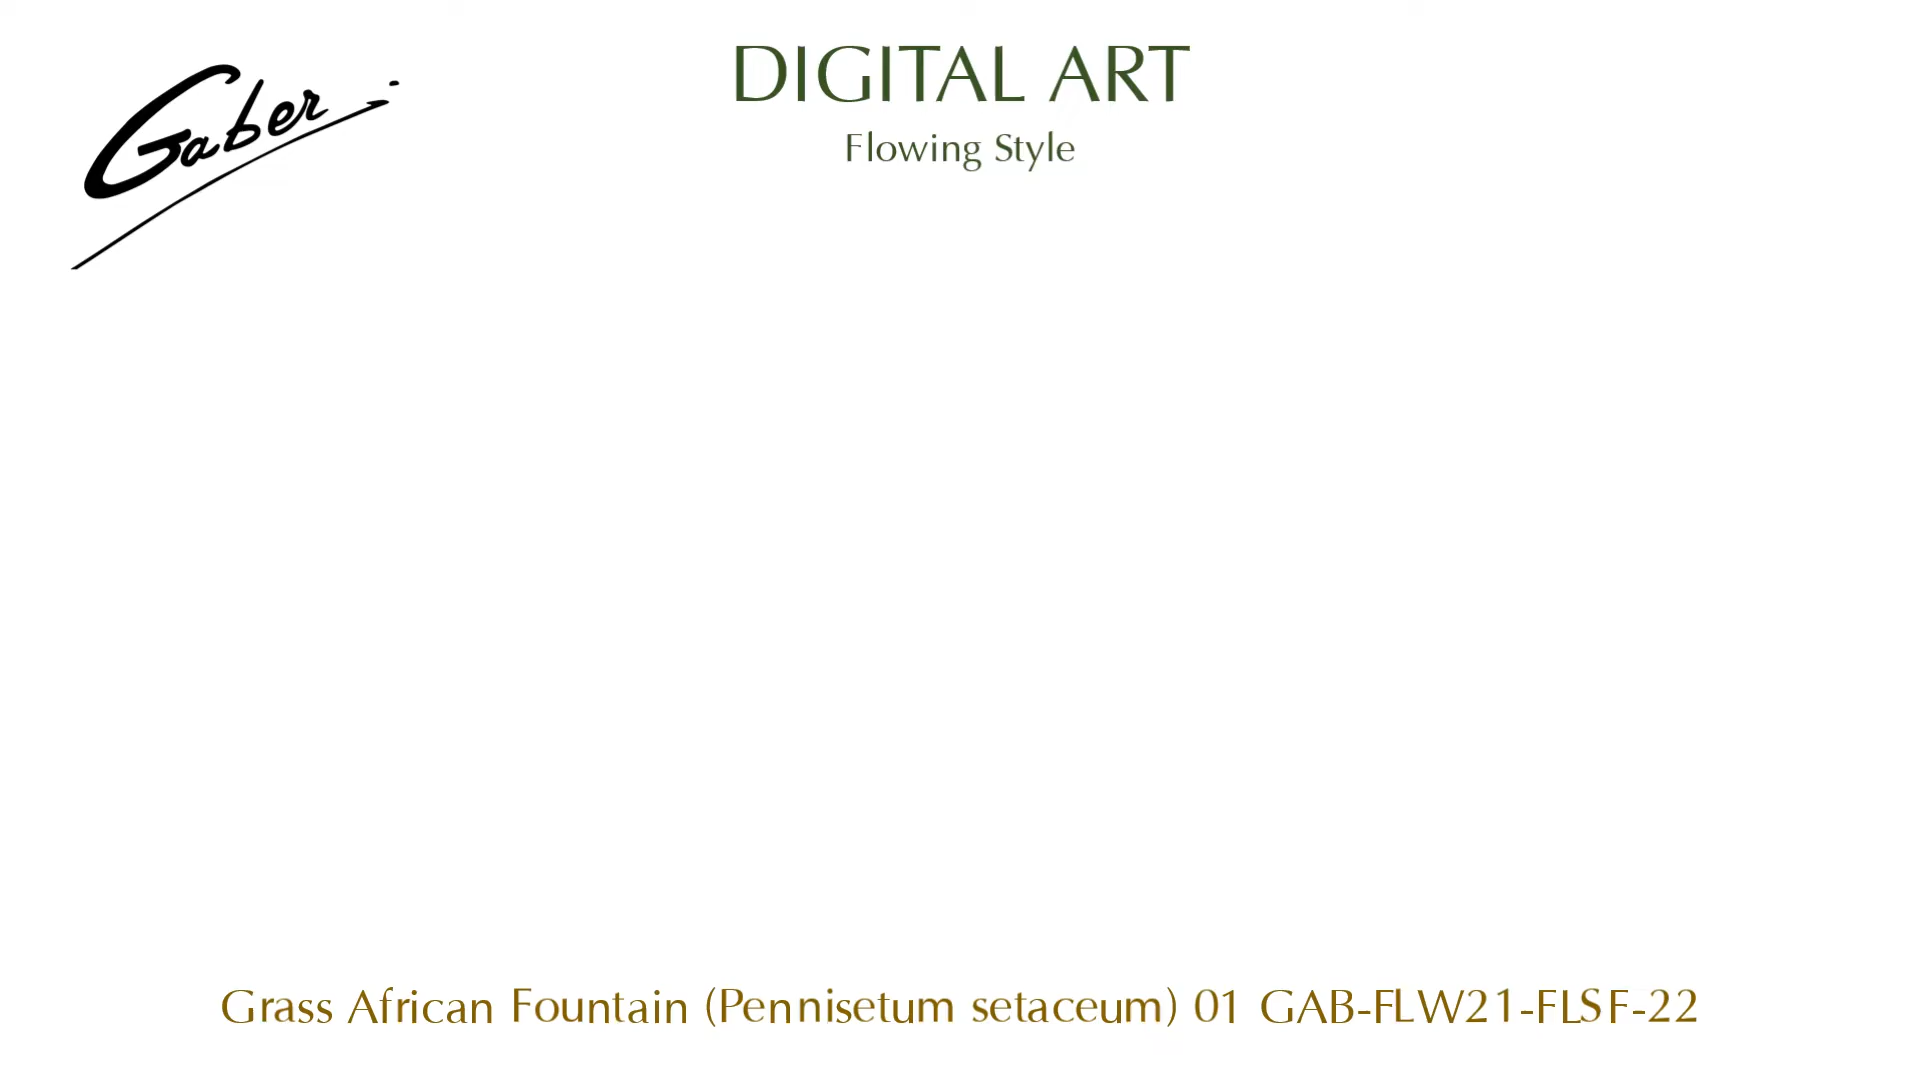 Gaber
DIGITAL ART
Flowing Style
Grass African Fountain (Pennisetum setaceum) 01 GAB-FLW21-FLSF-22